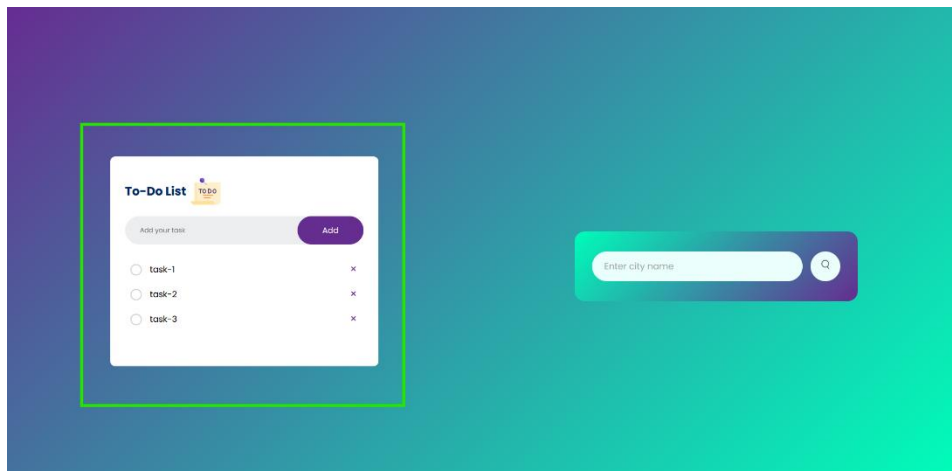 To-Do List
TO DO
Add your task
Add
task-1
×
task-2
×
task-3
×
Enter city name